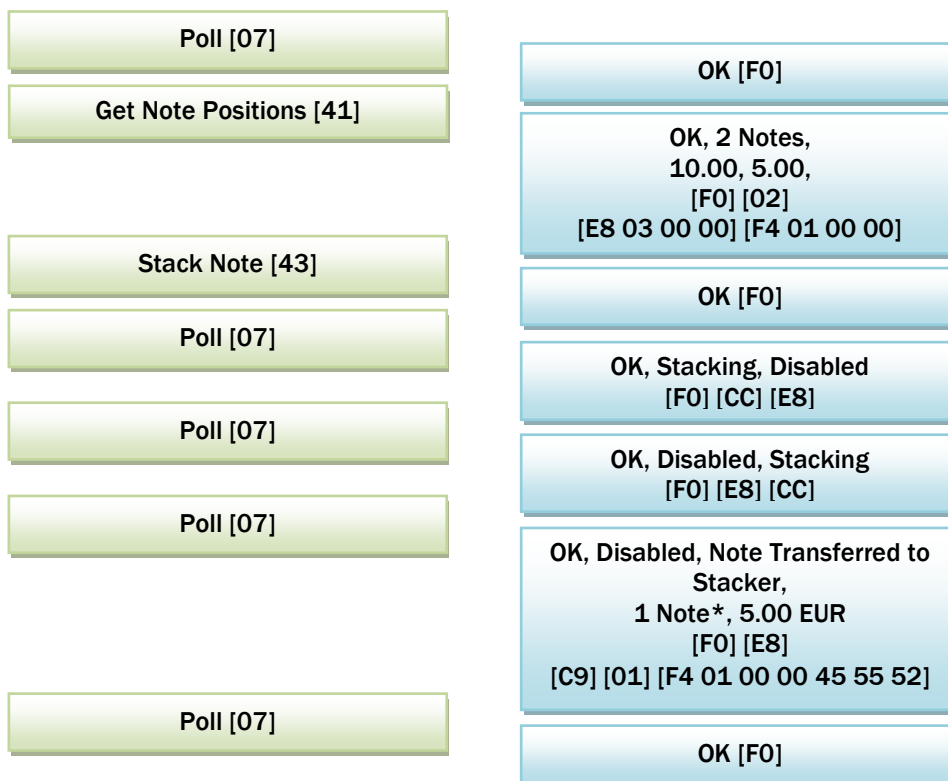 Poll [07]
OK [F0]
Get Note Positions [41]
OK, 2 Notes,
10.00, 5.00,
[F0] [02]
[E8 03 00 00] [F4 01 00 00]
Stack Note [43]
OK [F0]
Poll [07]
OK, Stacking, Disabled
[F0] [CC] [E8]
Poll [07]
OK, Disabled, Stacking
[F0] [E8] [CC]
Poll [07]
OK, Disabled, Note Transferred to
Stacker,
1 Note*, 5.00 EUR
[F0] [E8]
[C9] [01] [F4 01 00 00 45 55 52]
Poll [07]
OK [F0]